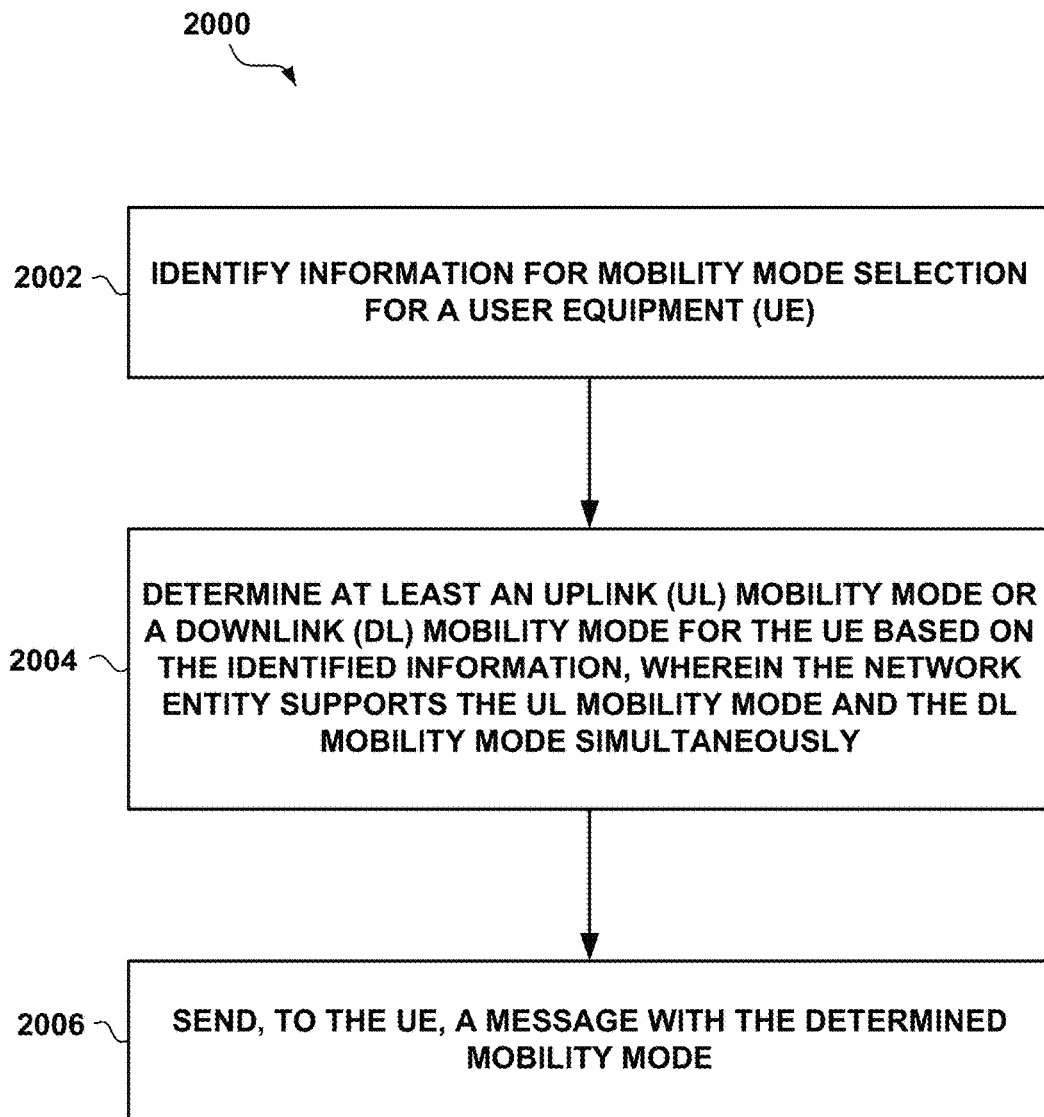 2000
2002
IDENTIFY INFORMATION FOR MOBILITY MODE SELECTION
FOR A USER EQUIPMENT (UE)
2004
DETERMINE AT LEAST AN UPLINK (UL) MOBILITY MODE OR
A DOWNLINK (DL) MOBILITY MODE FOR THE UE BASED ON
THE IDENTIFIED INFORMATION, WHEREIN THE NETWORK
ENTITY SUPPORTS THE UL MOBILITY MODE AND THE DL
MOBILITY MODE SIMULTANEOUSLY
2006
SEND, TO THE UE, A MESSAGE WITH THE DETERMINED
MOBILITY MODE